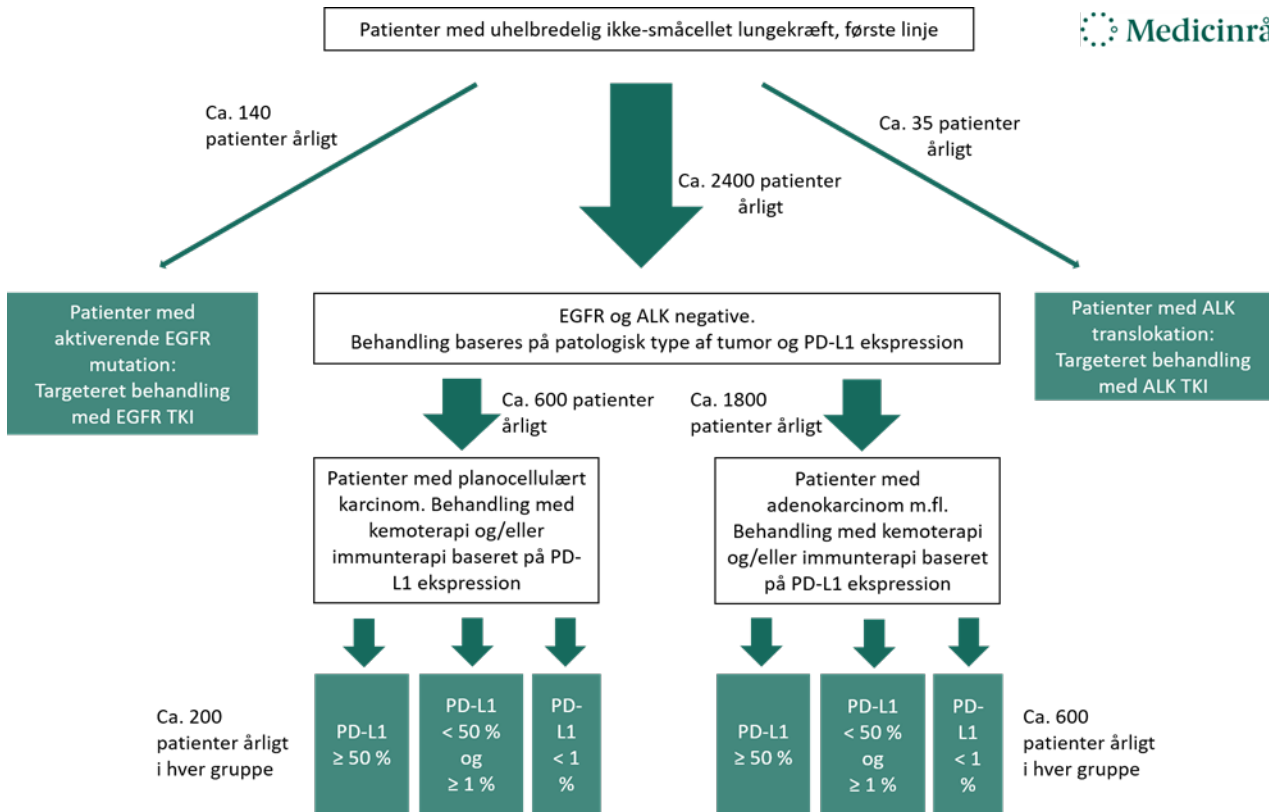 Patienter med uhelbredelig ikke-småcellet lungekræft, første linje
Medicinrå
Ca. 140
patienter årligt
Ca. 2400 patienter
årligt
Ca. 35 patienter
årligt
Patienter med
aktiverende EGFR
mutation:
Targeteret behandling
med EGFR TKI
EGFR og ALK negative.
Behandling baseres på patologisk type af tumor og PD-L1 ekspression
Patienter med ALK
translokation:
Targeteret behandling
med ALK TKI
Ca. 600 patienter
årligt
Ca. 1800
patienter årligt
Patienter med planocellulært
karcinom. Behandling med
kemoterapi og/eller
immunterapi baseret på PD-
L1 ekspression
Patienter med
adenokarcinom m.fl.
Behandling med kemoterapi
og/eller immunterapi baseret
på PD-L1 ekspression
Ca. 200
patienter årligt
i hver gruppe
PD-L1
≥ 50 %
PD-L1
< 50 %
og
≥ 1 %
PD-
L1
< 1
%
PD-L1
≥ 50 %
PD-L1
< 50 %
og
≥ 1 %
PD-
L1
< 1
%
Ca. 600
patienter årligt
i hver gruppe